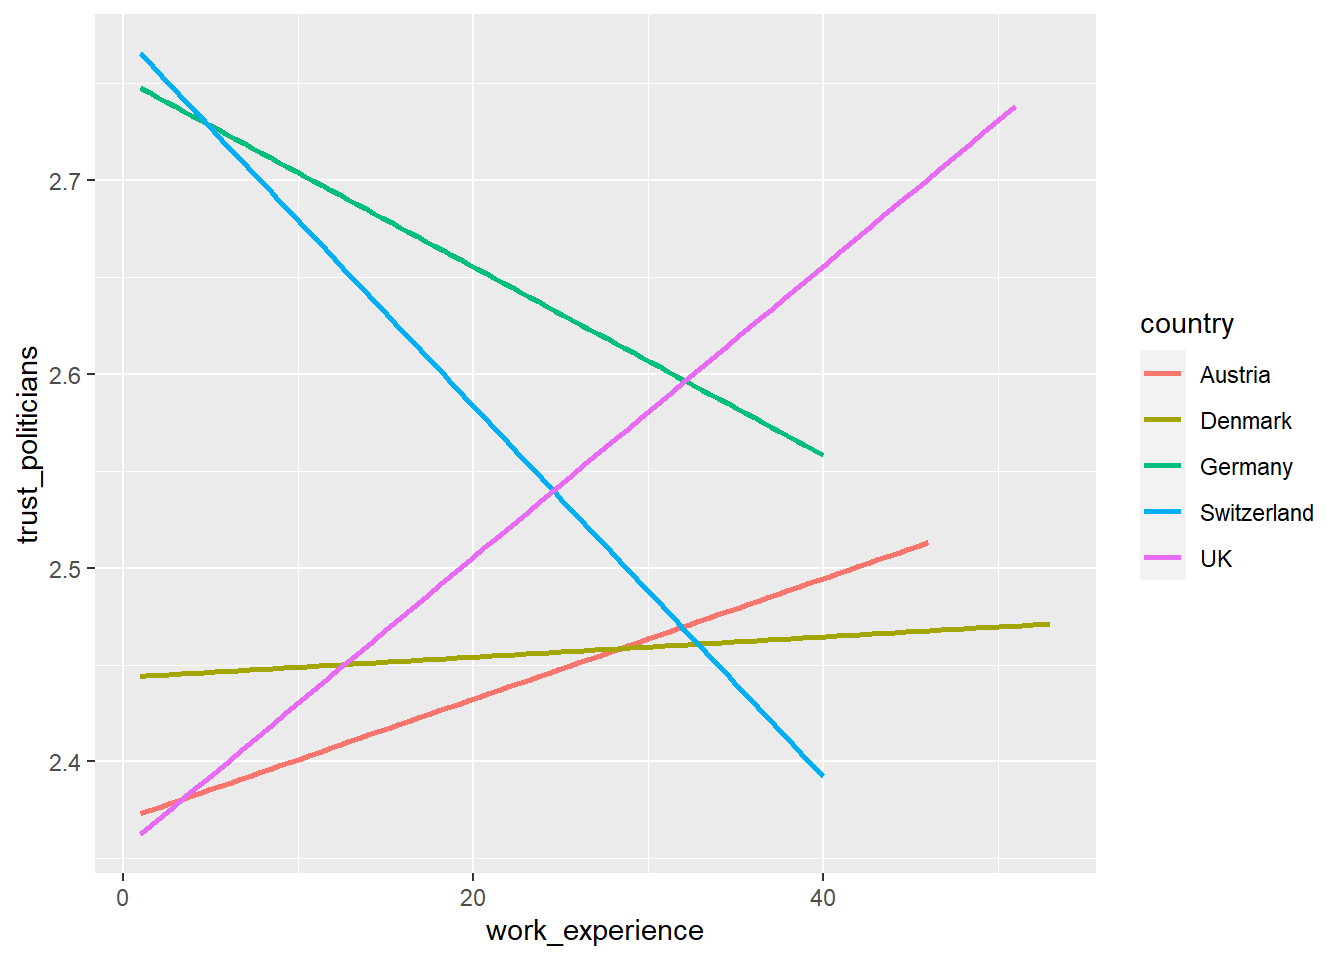 trust_politicians
2.7
2.6
2.5
2.4
0
20
40
work_experience
country
Austria
Denmark
Germany
Switzerland
UK